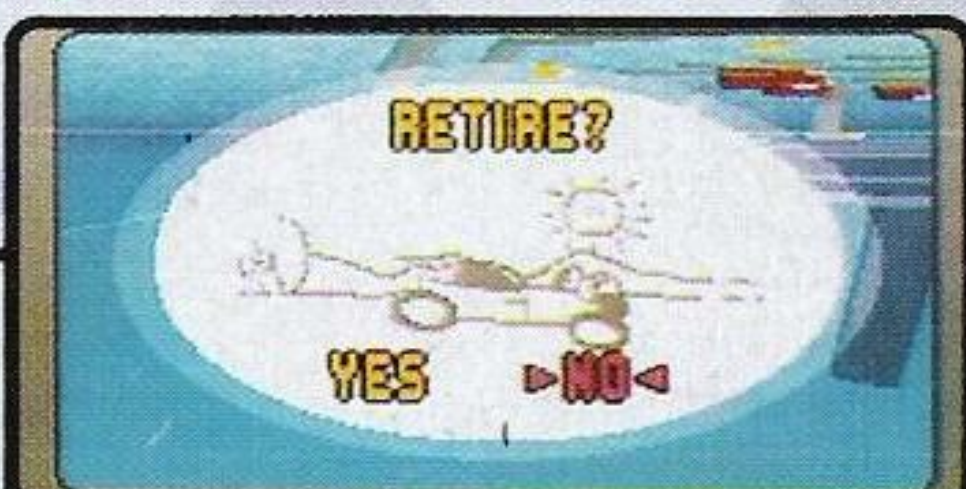 RETIRE?
YES ▷NO◁